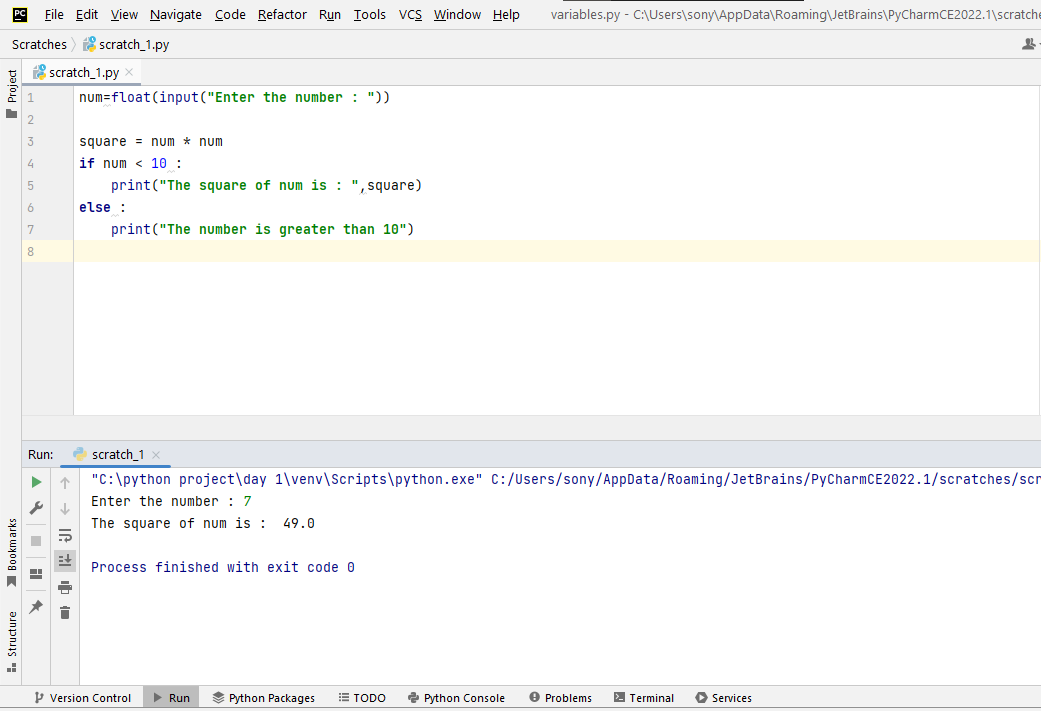 PC File Edit View Navigate Code Refactor Run Tools VCS Window Help variables.py - C:\Users\sony\AppData\Roaming\JetBrains\PyCharmCE2022.1\scratche
Scratches scratch_1.py
Project
scratch_1.py
1 num=float(input("Enter the number : "))
2
3 square = num * num
4 if num < 10 :
5     print("The square of num is : ",square)
6 else :
7     print("The number is greater than 10")
8
Run: scratch_1
"C:\python project\day 1\venv\Scripts\python.exe" C:/Users/sony/AppData/Roaming/JetBrains/PyCharmCE2022.1/scratches/scr
Enter the number : 7
The square of num is :  49.0
Process finished with exit code 0
Bookmarks
Structure
Version Control Run Python Packages TODO Python Console Problems Terminal Services